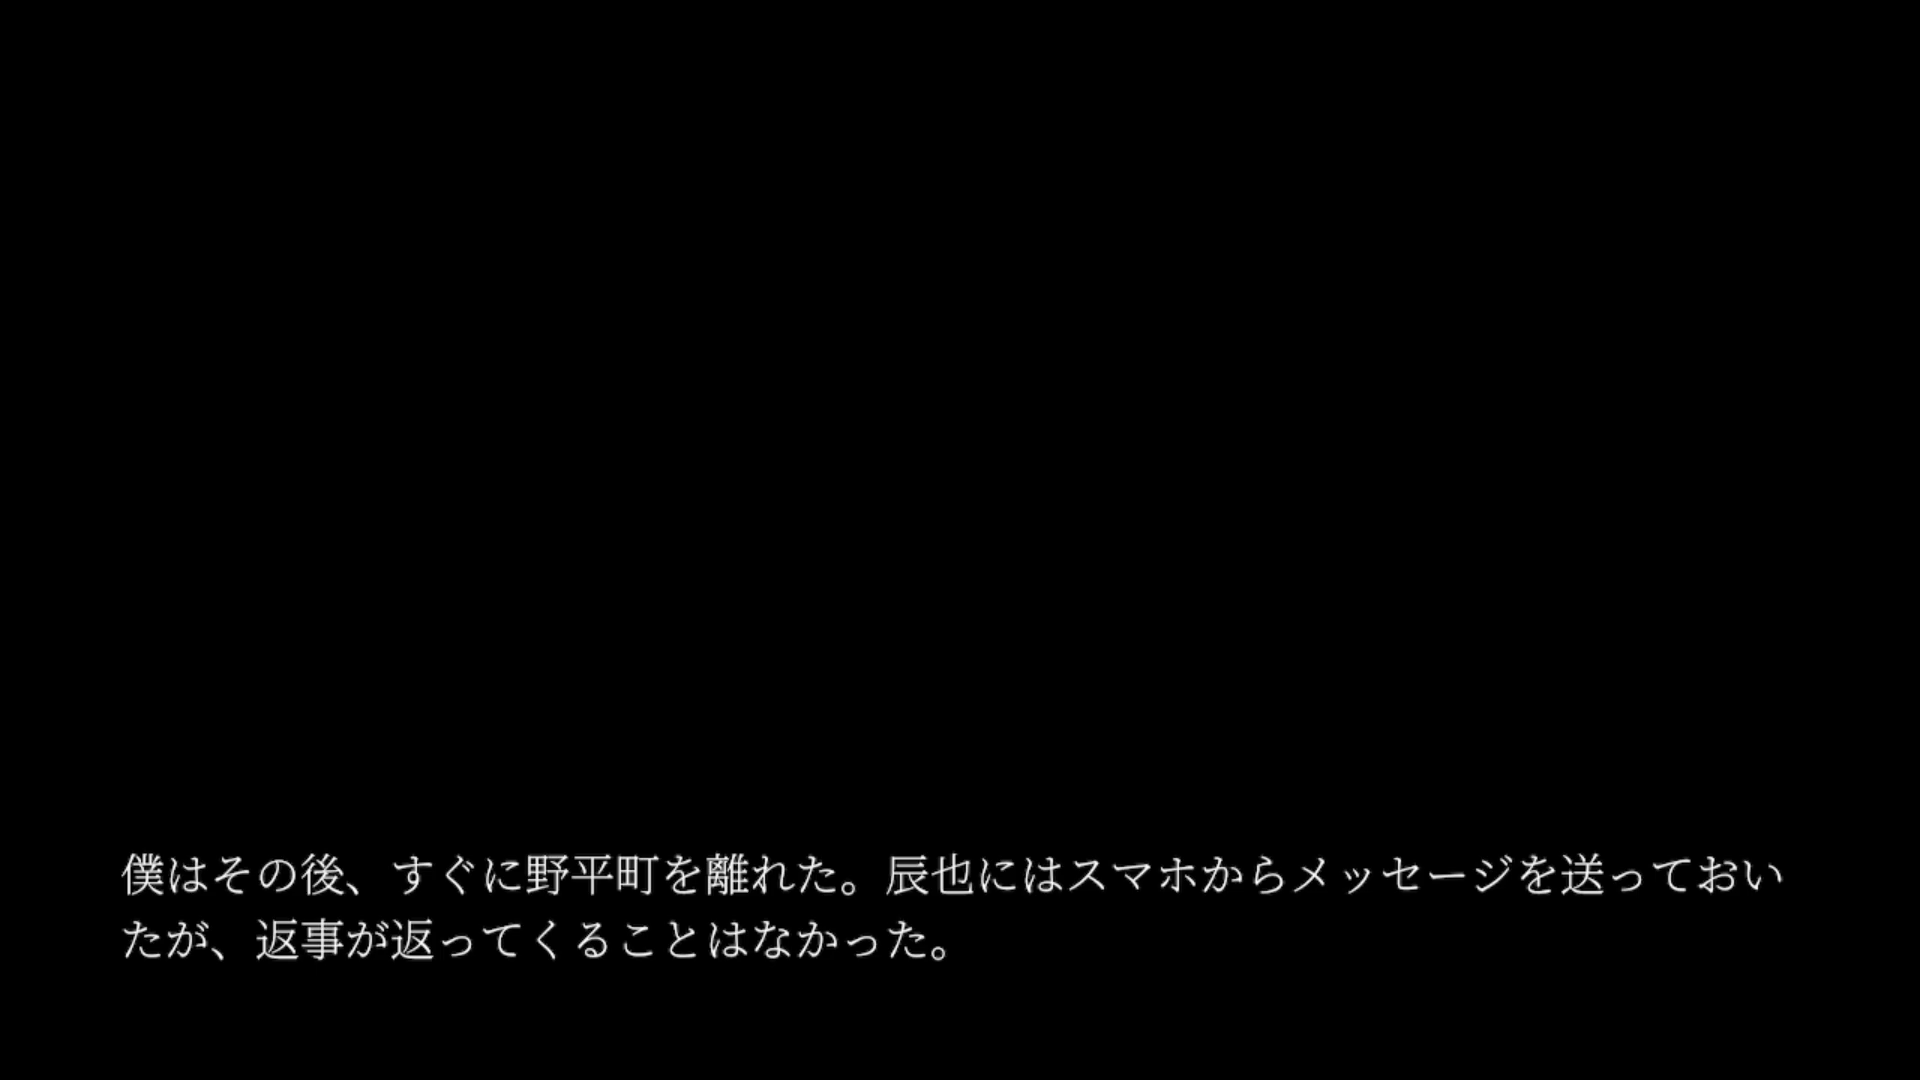 僕はその後、すぐに野平町を離れた。辰也にはスマホからメッセージを送っておい
たが、返事が返ってくることはなかった。